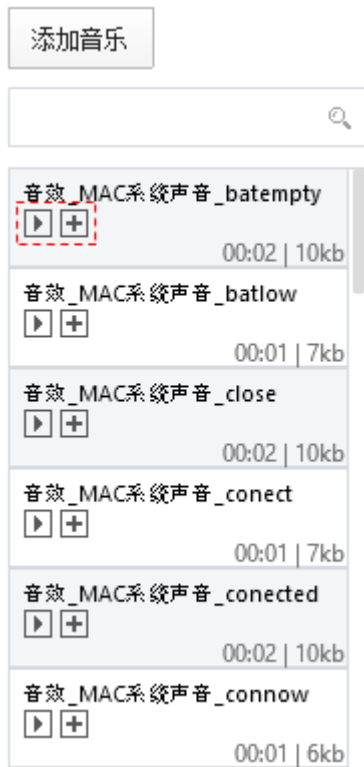 添加音乐
音效_MAC系统声音_batempty
00:02 | 10kb
音效_MAC系统声音_batlow
00:01 | 7kb
音效_MAC系统声音_close
00:02 | 10kb
音效_MAC系统声音_conect
00:01 | 7kb
音效_MAC系统声音_conected
00:02 | 10kb
音效_MAC系统声音_connow
00:01 | 6kb